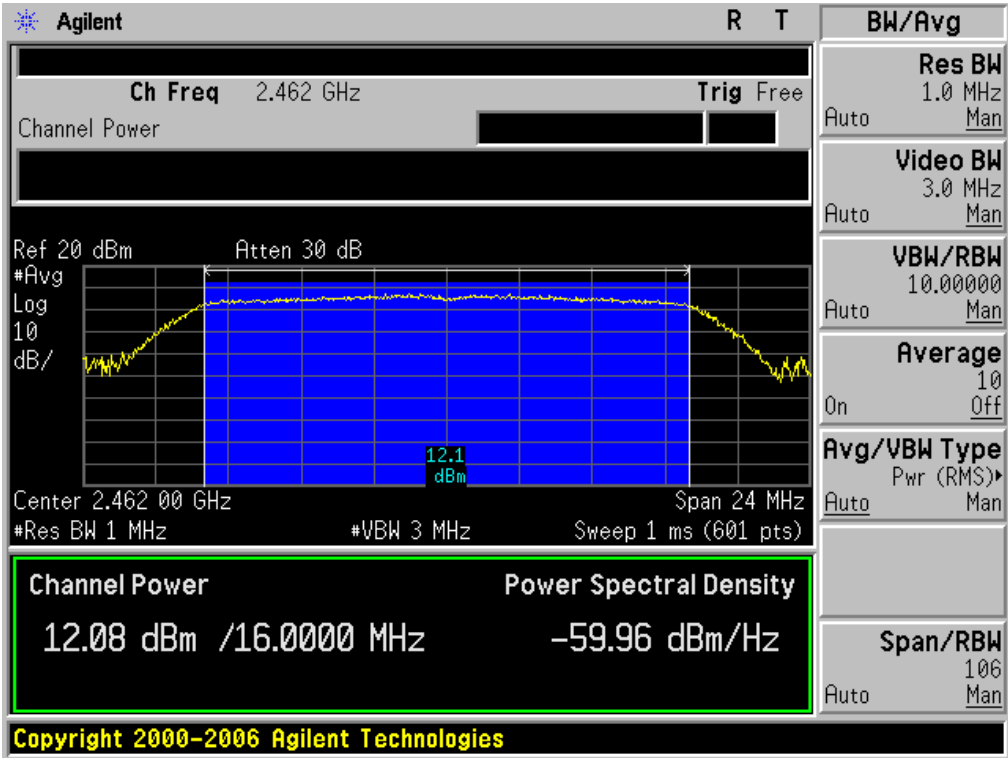 Agilent
R T
Ch Freq 2.462 GHz
Trig Free
Channel Power
Ref 20 dBm
Atten 30 dB
#Avg
Log
10
dB/
12.1
dBm
Center 2.462 00 GHz
Span 24 MHz
#Res BW 1 MHz
#VBW 3 MHz
Sweep 1 ms (601 pts)
Channel Power
Power Spectral Density
12.08 dBm /16.0000 MHz
-59.96 dBm/Hz
Copyright 2000-2006 Agilent Technologies
BW/Avg
Res BW
1.0 MHz
Auto Man
Video BW
3.0 MHz
Auto Man
VBW/RBW
10.00000
Auto Man
Average
10
On Off
Avg/VBW Type
Pwr (RMS)▸
Auto Man
Span/RBW
106
Auto Man